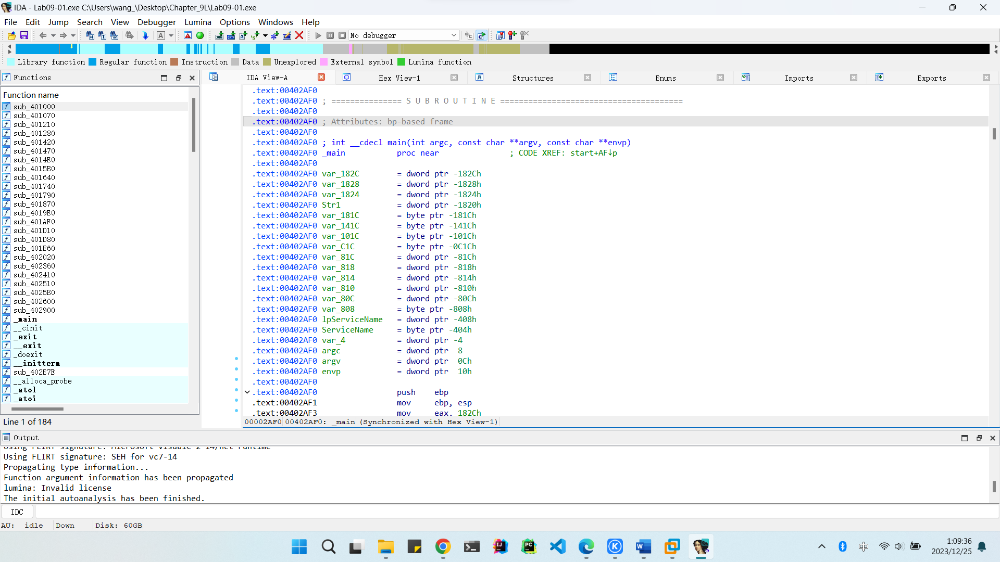 IDA - Lab09-01.exe C:\Users\wang_\Desktop\Chapter_9L\Lab09-01.exe
File Edit Jump Search View Debugger Lumina Options Windows Help
No debugger
Library function Regular function Instruction Data Unexplored External symbol Lumina function
Functions
Function name
sub_401000
sub_401070
sub_401210
sub_401280
sub_401420
sub_401470
sub_4014E0
sub_4015B0
sub_401640
sub_401740
sub_401790
sub_401870
sub_4019E0
sub_401AF0
sub_401D10
sub_401D80
sub_401E60
sub_402020
sub_402360
sub_402410
sub_402510
sub_4025B0
sub_402600
sub_402900
_main
__cinit
_exit
__exit
_doexit
__initterm
sub_402E7E
__alloca_probe
_atol
_atoi
Line 1 of 184
IDA View-A Hex View-1 Structures Enums Imports Exports
.text:00402AF0
.text:00402AF0 ; =============== S U B R O U T I N E =======================================
.text:00402AF0
.text:00402AF0 ; Attributes: bp-based frame
.text:00402AF0
.text:00402AF0 ; int __cdecl main(int argc, const char **argv, const char **envp)
.text:00402AF0 _main proc near ; CODE XREF: start+AF↓p
.text:00402AF0
.text:00402AF0 var_182C = dword ptr -182Ch
.text:00402AF0 var_1828 = dword ptr -1828h
.text:00402AF0 var_1824 = dword ptr -1824h
.text:00402AF0 Str1 = dword ptr -1820h
.text:00402AF0 var_181C = byte ptr -181Ch
.text:00402AF0 var_141C = byte ptr -141Ch
.text:00402AF0 var_101C = byte ptr -101Ch
.text:00402AF0 var_C1C = byte ptr -0C1Ch
.text:00402AF0 var_81C = dword ptr -81Ch
.text:00402AF0 var_818 = dword ptr -818h
.text:00402AF0 var_814 = dword ptr -814h
.text:00402AF0 var_810 = dword ptr -810h
.text:00402AF0 var_80C = dword ptr -80Ch
.text:00402AF0 var_808 = byte ptr -808h
.text:00402AF0 lpServiceName = dword ptr -408h
.text:00402AF0 ServiceName = byte ptr -404h
.text:00402AF0 var_4 = dword ptr -4
.text:00402AF0 argc = dword ptr 8
.text:00402AF0 argv = dword ptr 0Ch
.text:00402AF0 envp = dword ptr 10h
.text:00402AF0
.text:00402AF0 push ebp
.text:00402AF1 mov ebp, esp
.text:00402AF3 mov eax, 182Ch
00002AF0 00402AF0: _main (Synchronized with Hex View-1)
Output
Using FLIRT signature: Microsoft VisualC 2-14/net runtime
Using FLIRT signature: SEH for vc7-14
Propagating type information...
Function argument information has been propagated
lumina: Invalid license
The initial autoanalysis has been finished.
IDC
AU: idle Down Disk: 60GB
1:09:36
2023/12/25